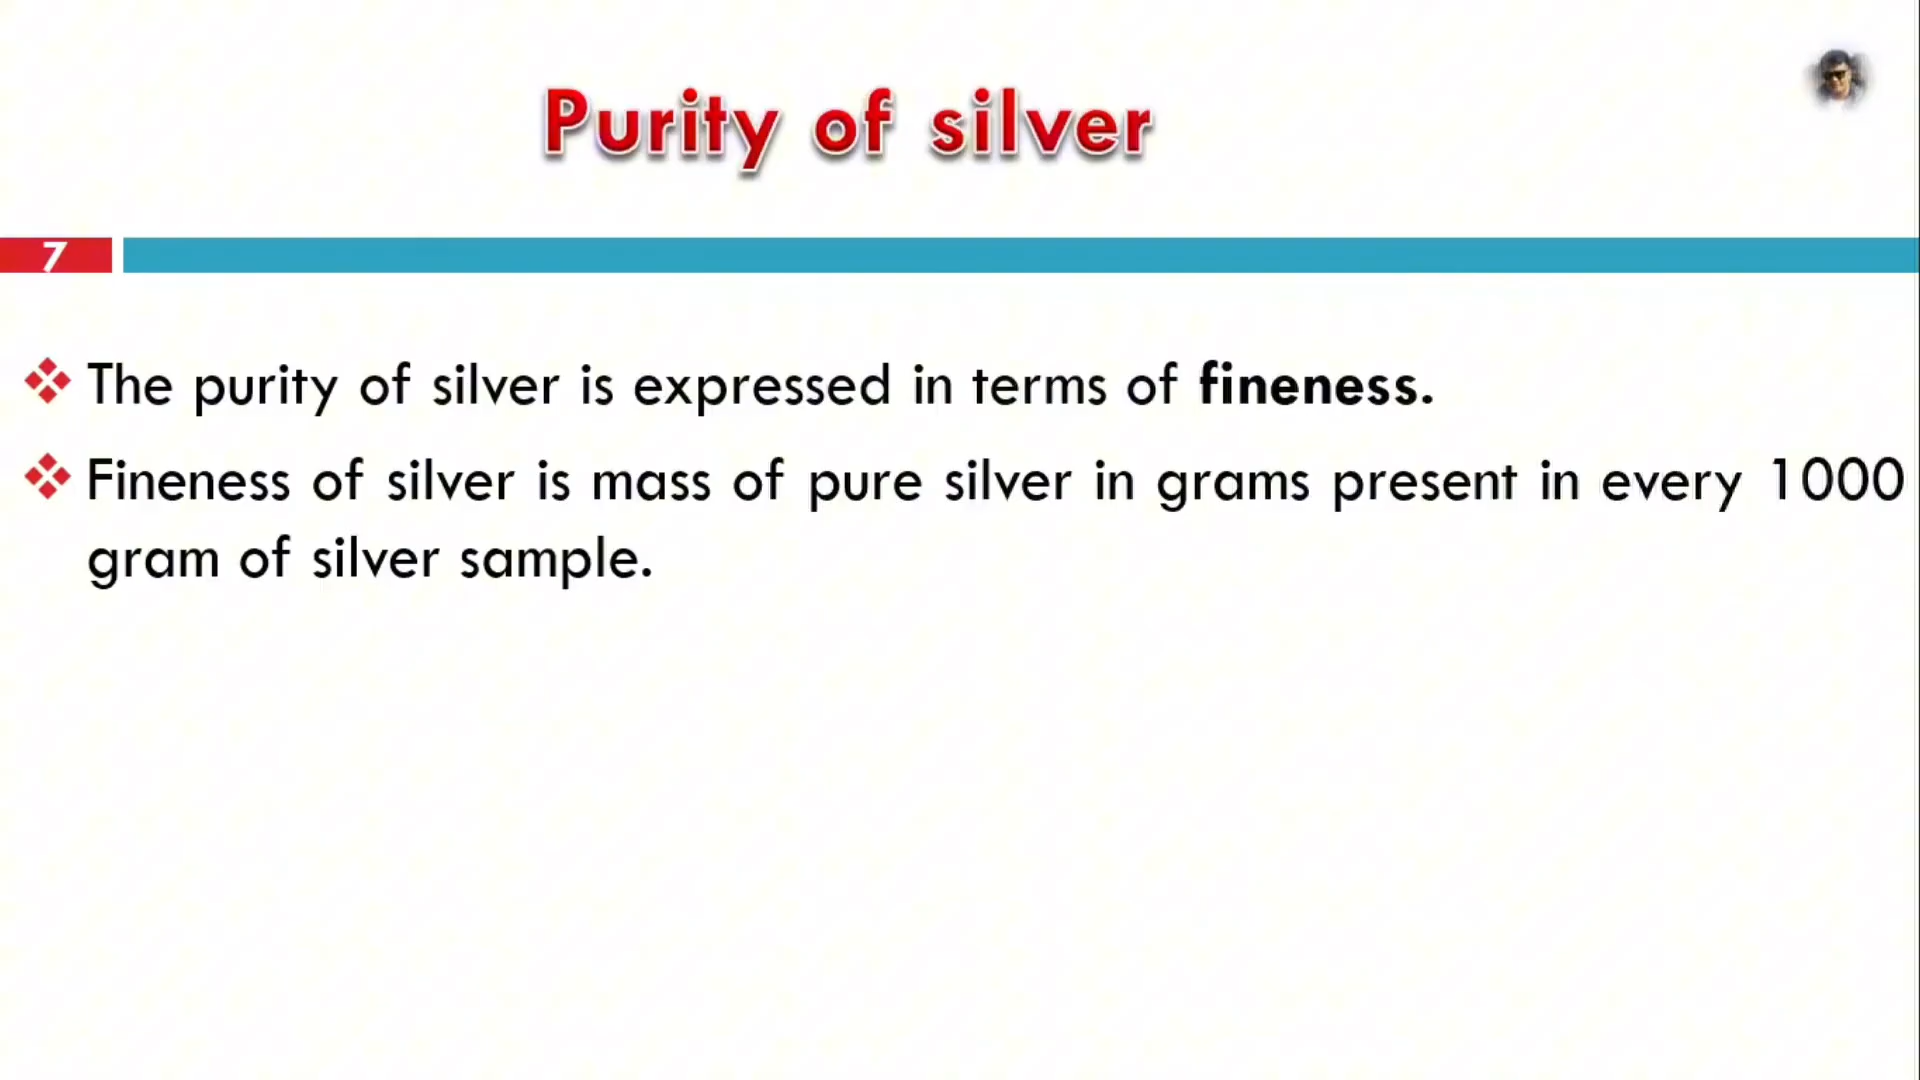 Purity of silver
7
The purity of silver is expressed in terms of fineness.
Fineness of silver is mass of pure silver in grams present in every 1000
gram of silver sample.